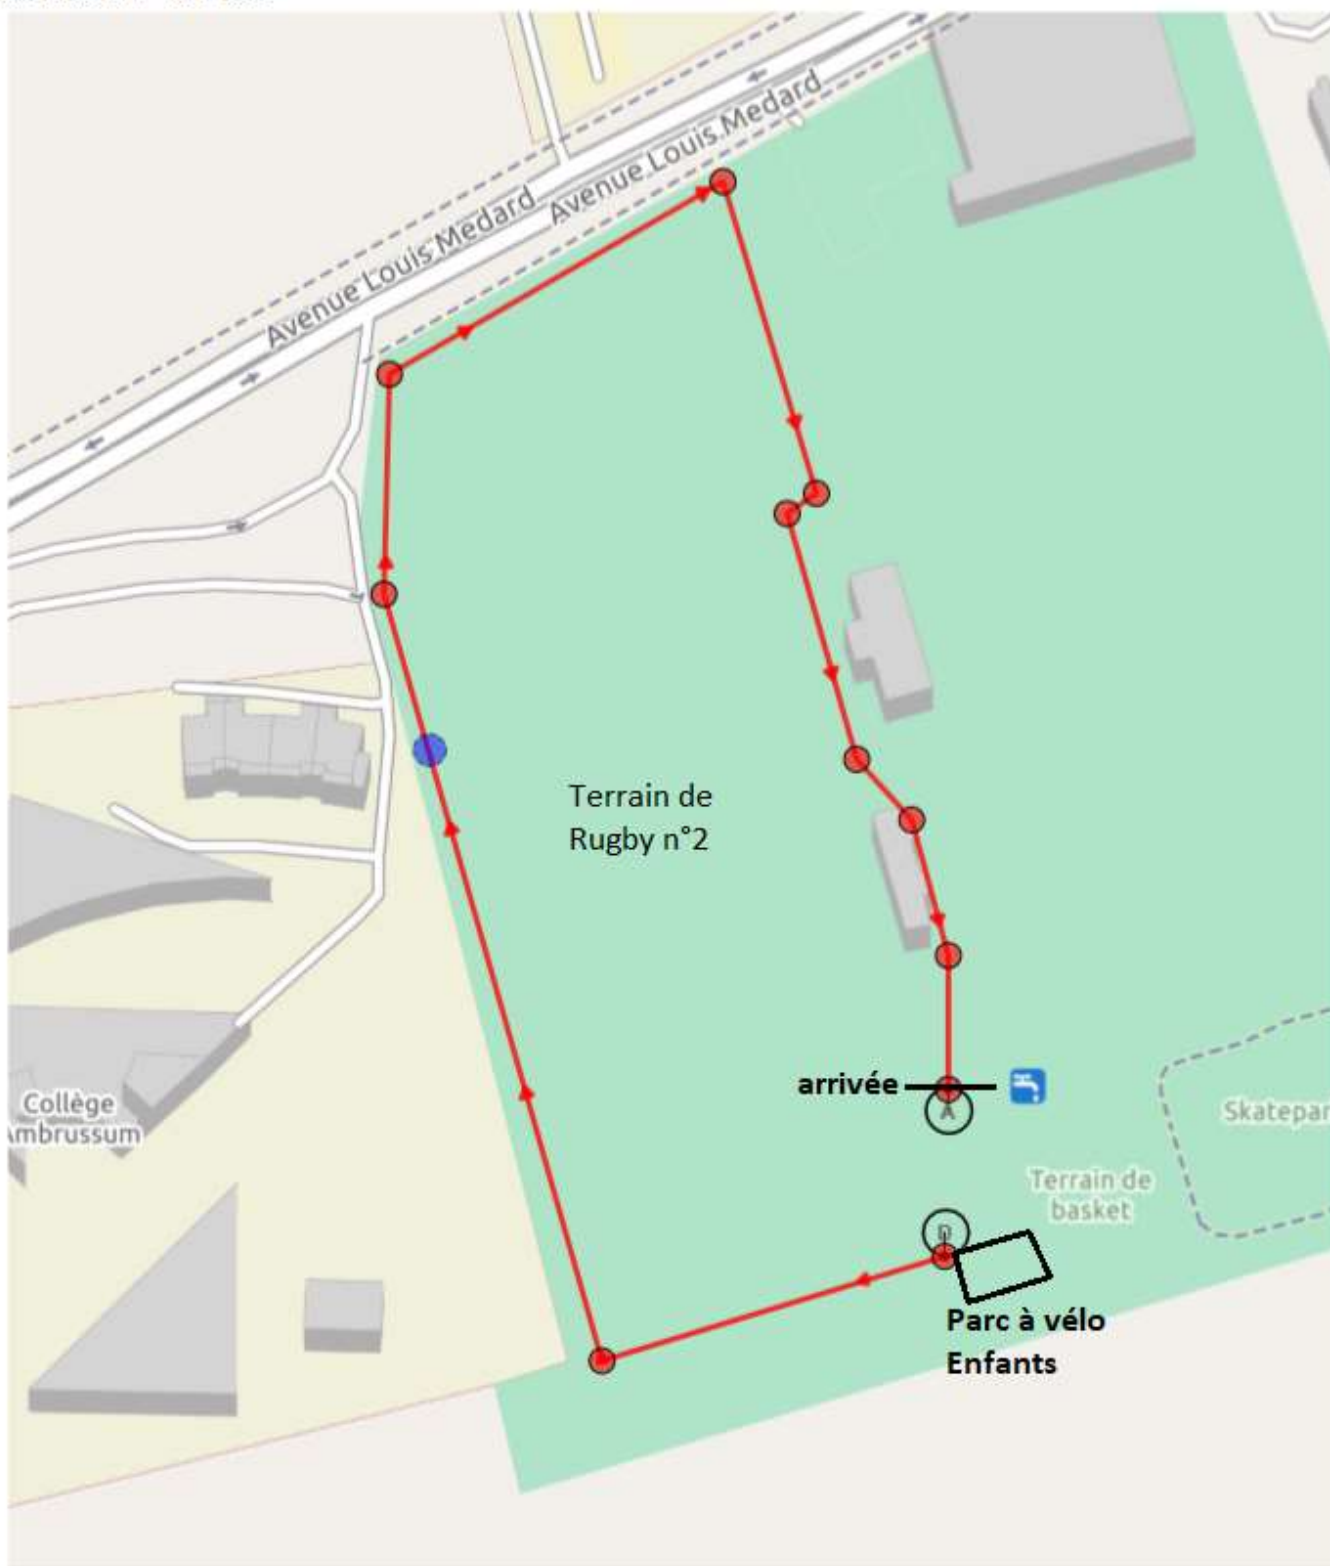 Avenue Louis Medard
Avenue Louis Medard
Terrain de
Rugby n°2
Collège
Ambrussum
arrivée
A
Skatepar
Terrain de
basket
D
Parc à vélo
Enfants